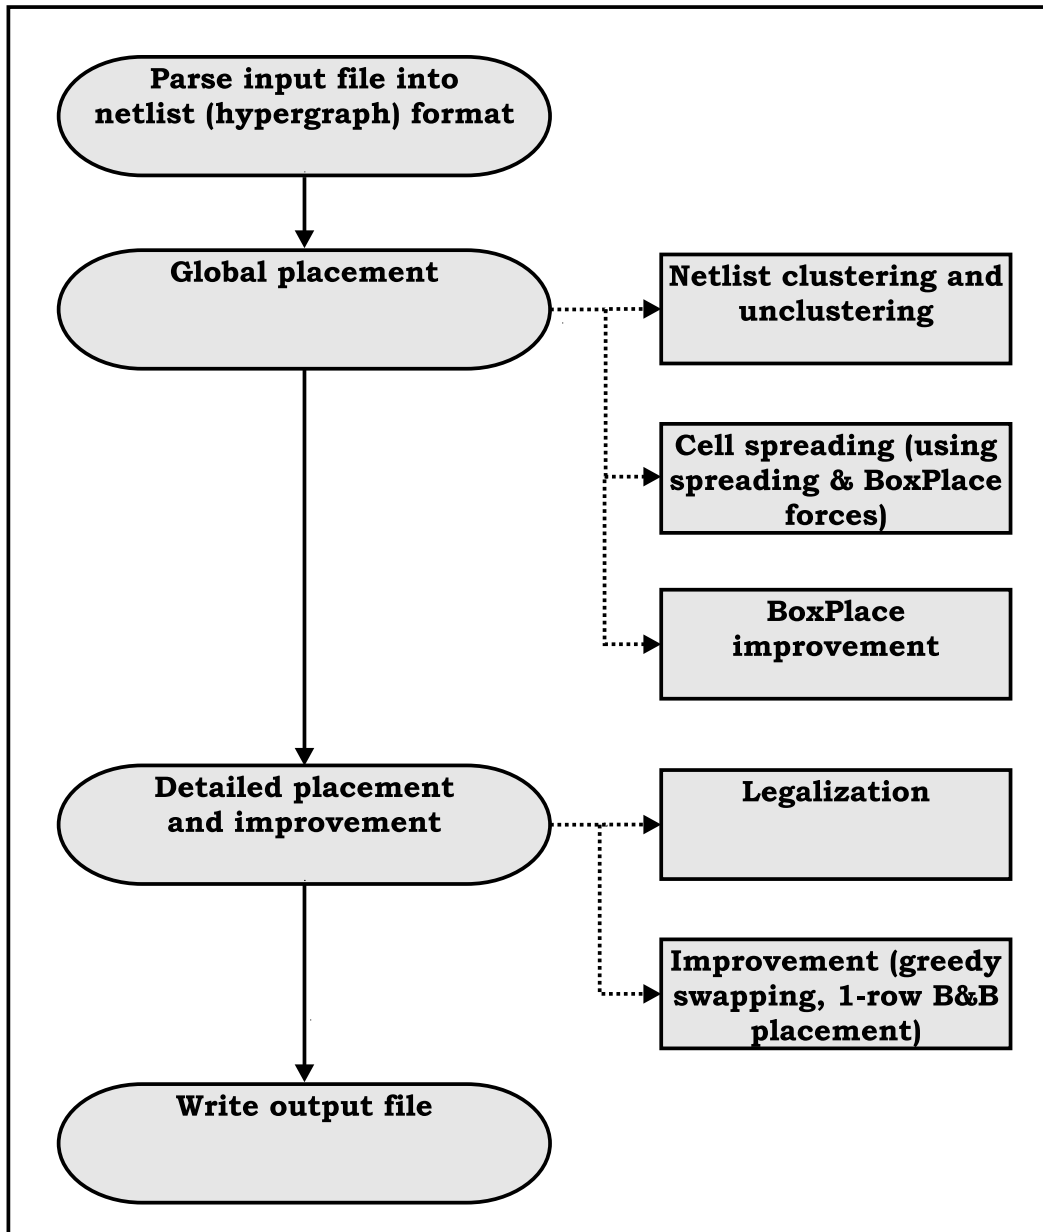 Parse input file into
netlist (hypergraph) format
Global placement
Netlist clustering and
unclustering
Cell spreading (using
spreading & BoxPlace
forces)
BoxPlace
improvement
Detailed placement
and improvement
Legalization
Improvement (greedy
swapping, 1-row B&B
placement)
Write output file